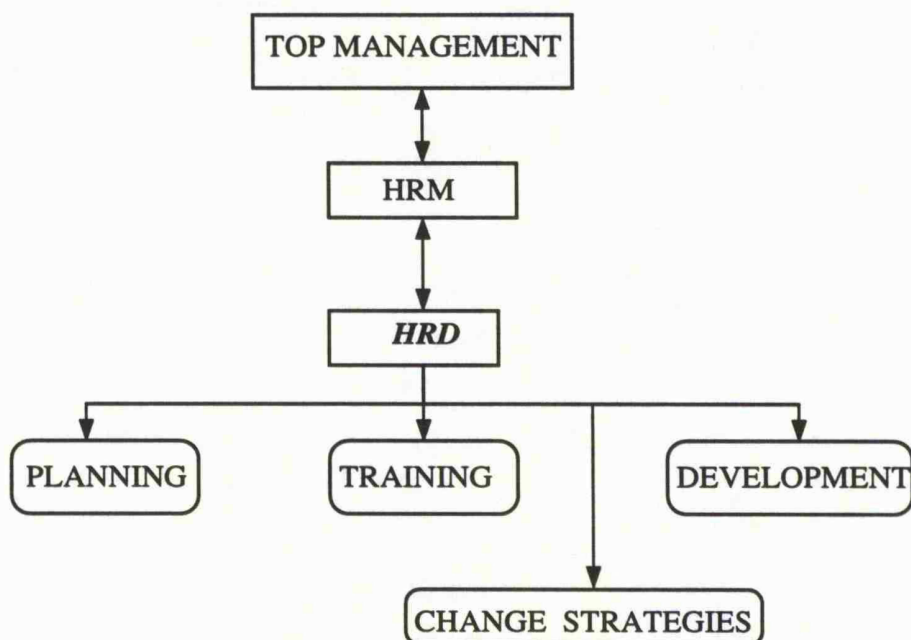 TOP MANAGEMENT
HRM
HRD
PLANNING
TRAINING
DEVELOPMENT
CHANGE STRATEGIES